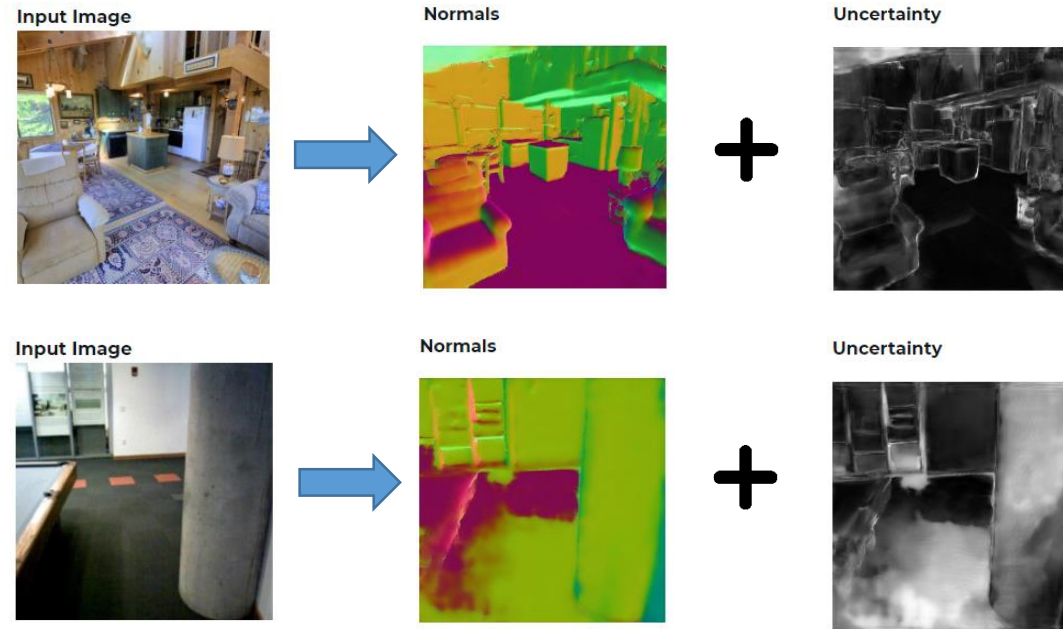 Input Image
Normals
Uncertainty
Input Image
Normals
Uncertainty